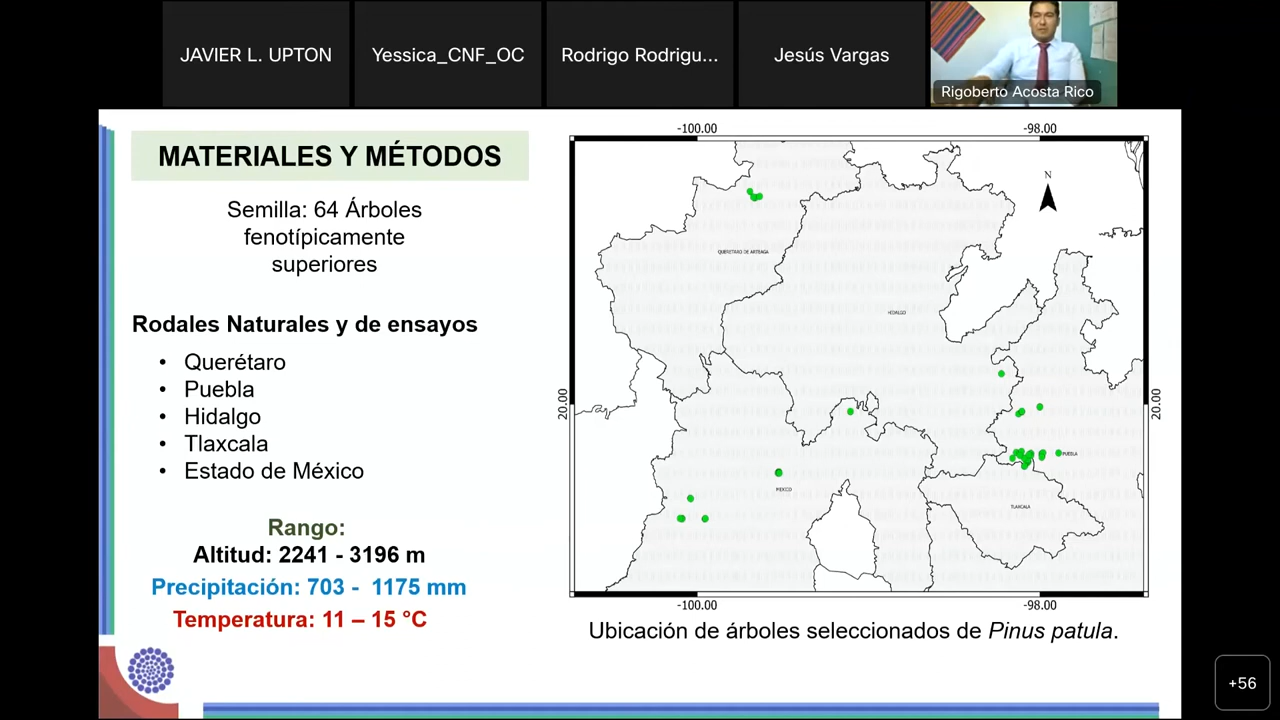 JAVIER L. UPTON
Yessica_CNF_OC
Rodrigo Rodrigu...
Jesús Vargas
Rigoberto Acosta Rico
MATERIALES Y MÉTODOS
Semilla: 64 Árboles
fenotípicamente
superiores
Rodales Naturales y de ensayos
• Querétaro
• Puebla
• Hidalgo
• Tlaxcala
• Estado de México
Rango:
Altitud: 2241 - 3196 m
Precipitación: 703 - 1175 mm
Temperatura: 11 – 15 °C
-100.00
-98.00
N
QUERETARO DE ARTEAGA
HIDALGO
20.00
20.00
PUEBLA
MEXICO
TLAXCALA
-100.00
-98.00
Ubicación de árboles seleccionados de Pinus patula.
+56